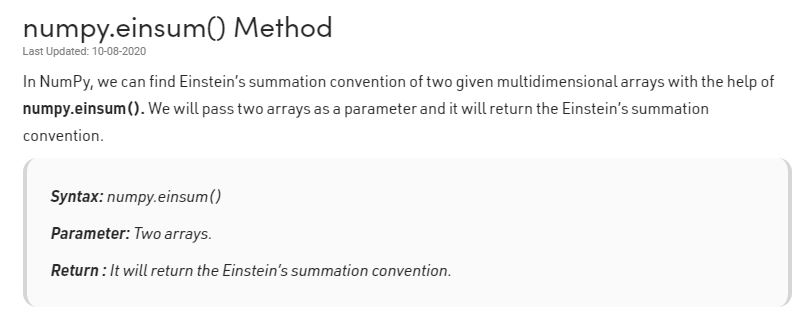 numpy.einsum() Method
Last Updated: 10-08-2020
In NumPy, we can find Einstein's summation convention of two given multidimensional arrays with the help of
numpy.einsum(). We will pass two arrays as a parameter and it will return the Einstein's summation
convention.
Syntax: numpy.einsum()
Parameter: Two arrays.
Return : It will return the Einstein's summation convention.